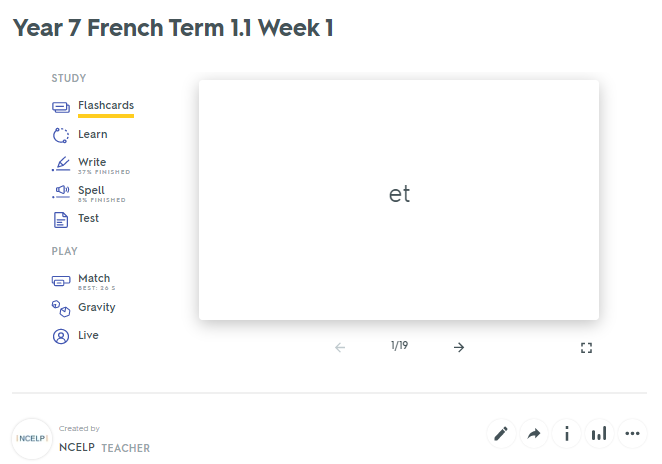 Year 7 French Term 1.1 Week 1
STUDY
Flashcards
Learn
Write
37% FINISHED
Spell
8% FINISHED
Test
PLAY
Match
BEST: 26 S
Gravity
Live
et
1/19
NCELP
Created by
NCELP TEACHER